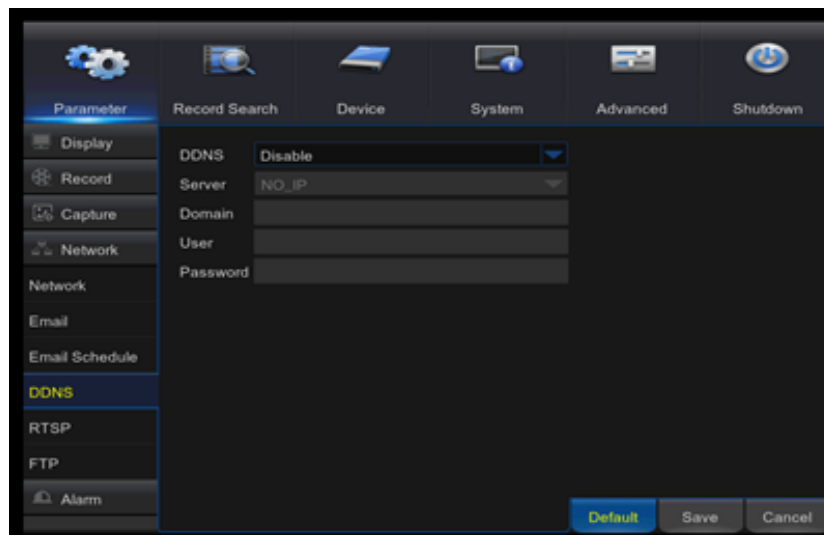 Parameter
Record Search
Device
System
Advanced
Shutdown
Display
Record
Capture
Network
Network
Email
Email Schedule
DDNS
RTSP
FTP
Alarm
DDNS Disable
Server NO_IP
Domain
User
Password
Default
Save
Cancel